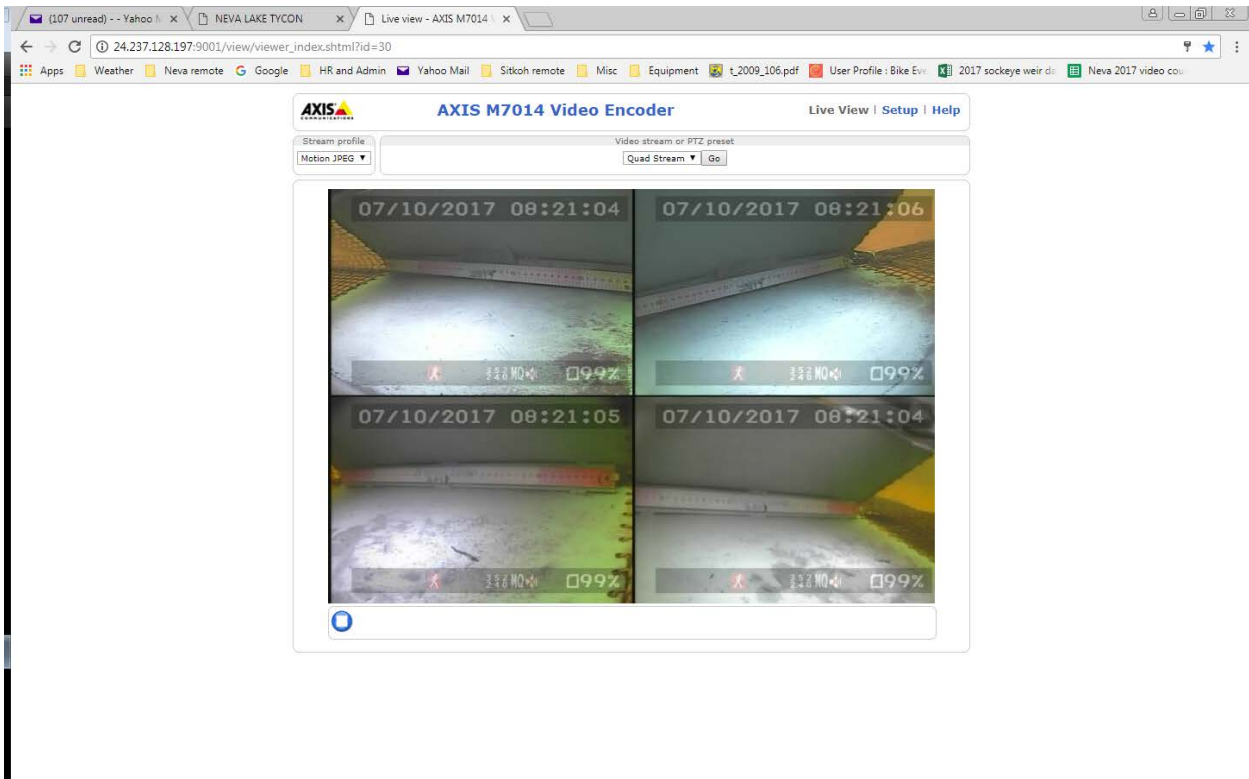 (107 unread) - - Yahoo M
NEVA LAKE TYCON
Live view - AXIS M7014 V
24.237.128.197:9001/view/viewer_index.shtml?id=30
Apps Weather Neva remote Google HR and Admin Yahoo Mail Sitkoh remote Misc Equipment t_2009_106.pdf User Profile : Bike Eve 2017 sockeye weir da Neva 2017 video cou
AXIS
COMMUNICATIONS
AXIS M7014 Video Encoder
Live View | Setup | Help
Stream profile
Motion JPEG
Video stream or PTZ preset
Quad Stream Go
07/10/2017 08:21:04
07/10/2017 08:21:06
MQ 99%
MQ 99%
07/10/2017 08:21:05
07/10/2017 08:21:04
MQ 99%
MQ 99%